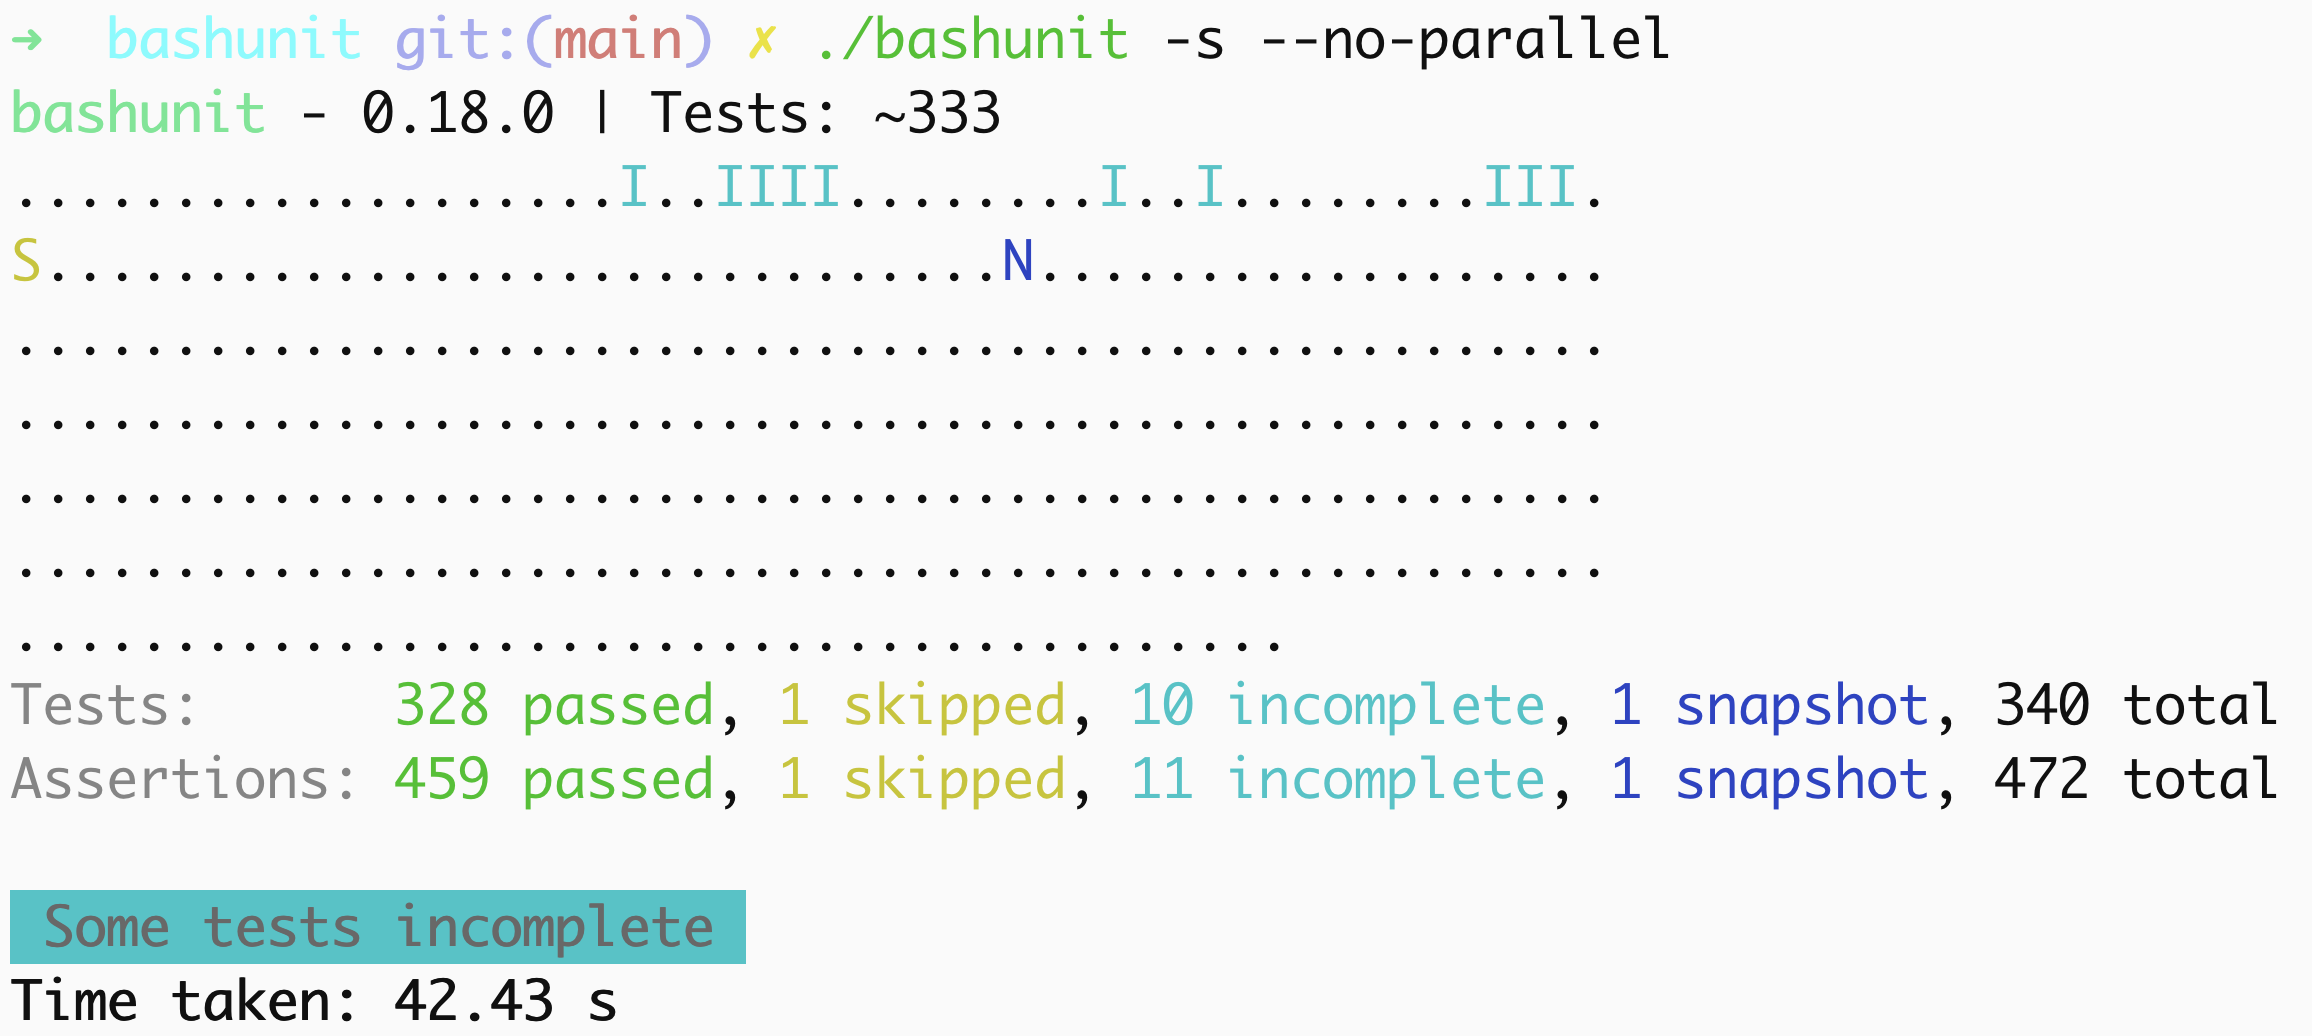 ➜  bashunit git:(main) ✗ ./bashunit -s --no-parallel
bashunit - 0.18.0 | Tests: ~333
...................I..IIII........I..I........III.
S..............................N..................
..................................................
..................................................
..................................................
..................................................
........................................
Tests:      328 passed, 1 skipped, 10 incomplete, 1 snapshot, 340 total
Assertions: 459 passed, 1 skipped, 11 incomplete, 1 snapshot, 472 total
Some tests incomplete
Time taken: 42.43 s